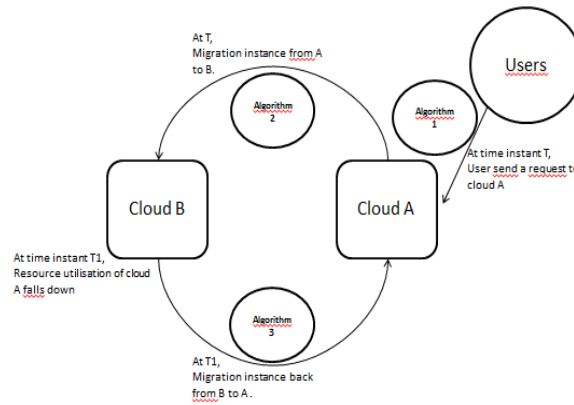 At T,
Migration instance from A
to B.
Users
Algorithm
2
Algorithm
1
At time instant T,
User send a request to
cloud A
Cloud B
Cloud A
At time instant T1,
Resource utilisation of cloud
A falls down
Algorithm
3
At T1,
Migration instance back
from B to A.